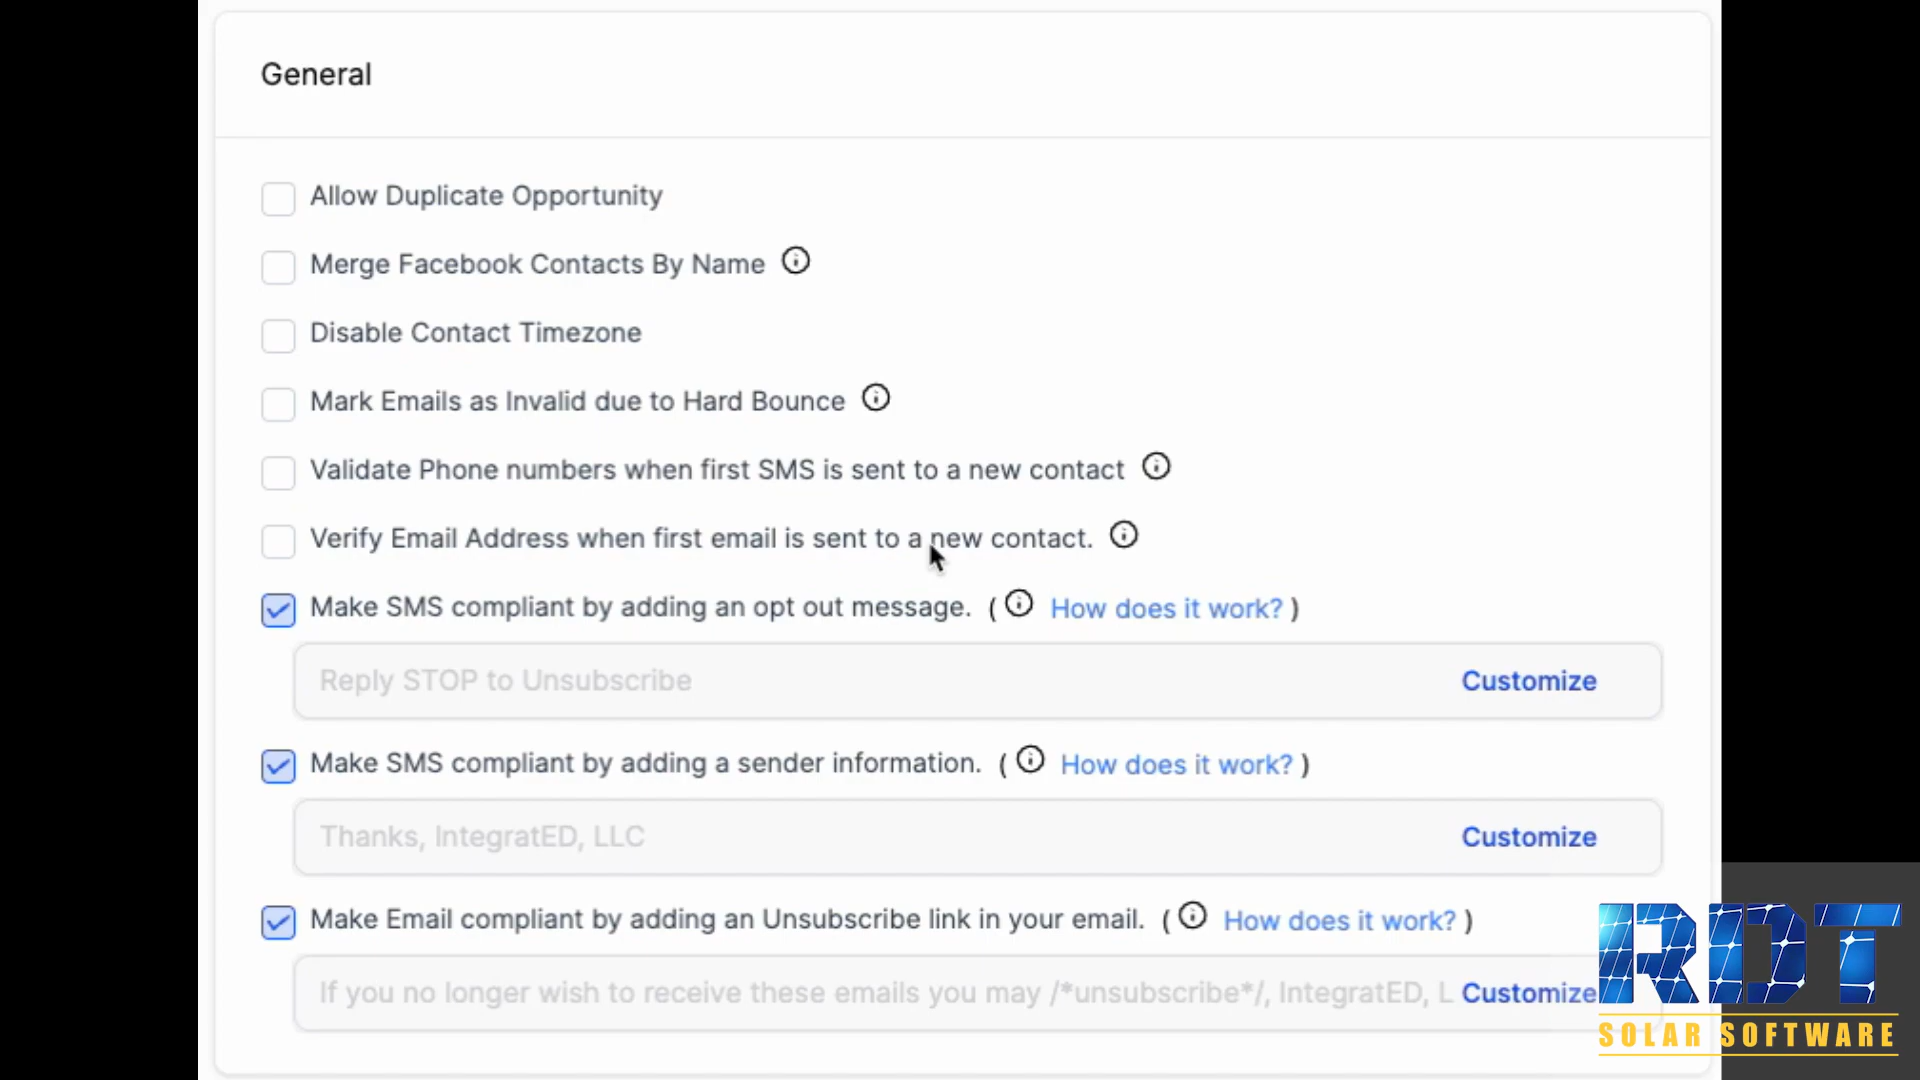 General
Allow Duplicate Opportunity
Merge Facebook Contacts By Name
Disable Contact Timezone
Mark Emails as Invalid due to Hard Bounce
Validate Phone numbers when first SMS is sent to a new contact
Verify Email Address when first email is sent to a new contact.
Make SMS compliant by adding an opt out message. ( How does it work? )
Reply STOP to Unsubscribe Customize
Make SMS compliant by adding a sender information. ( How does it work? )
Thanks, IntegratED, LLC Customize
Make Email compliant by adding an Unsubscribe link in your email. ( How does it work? )
If you no longer wish to receive these emails you may /*unsubscribe*/, IntegratED, L Customize
RDT
SOLAR SOFTWARE